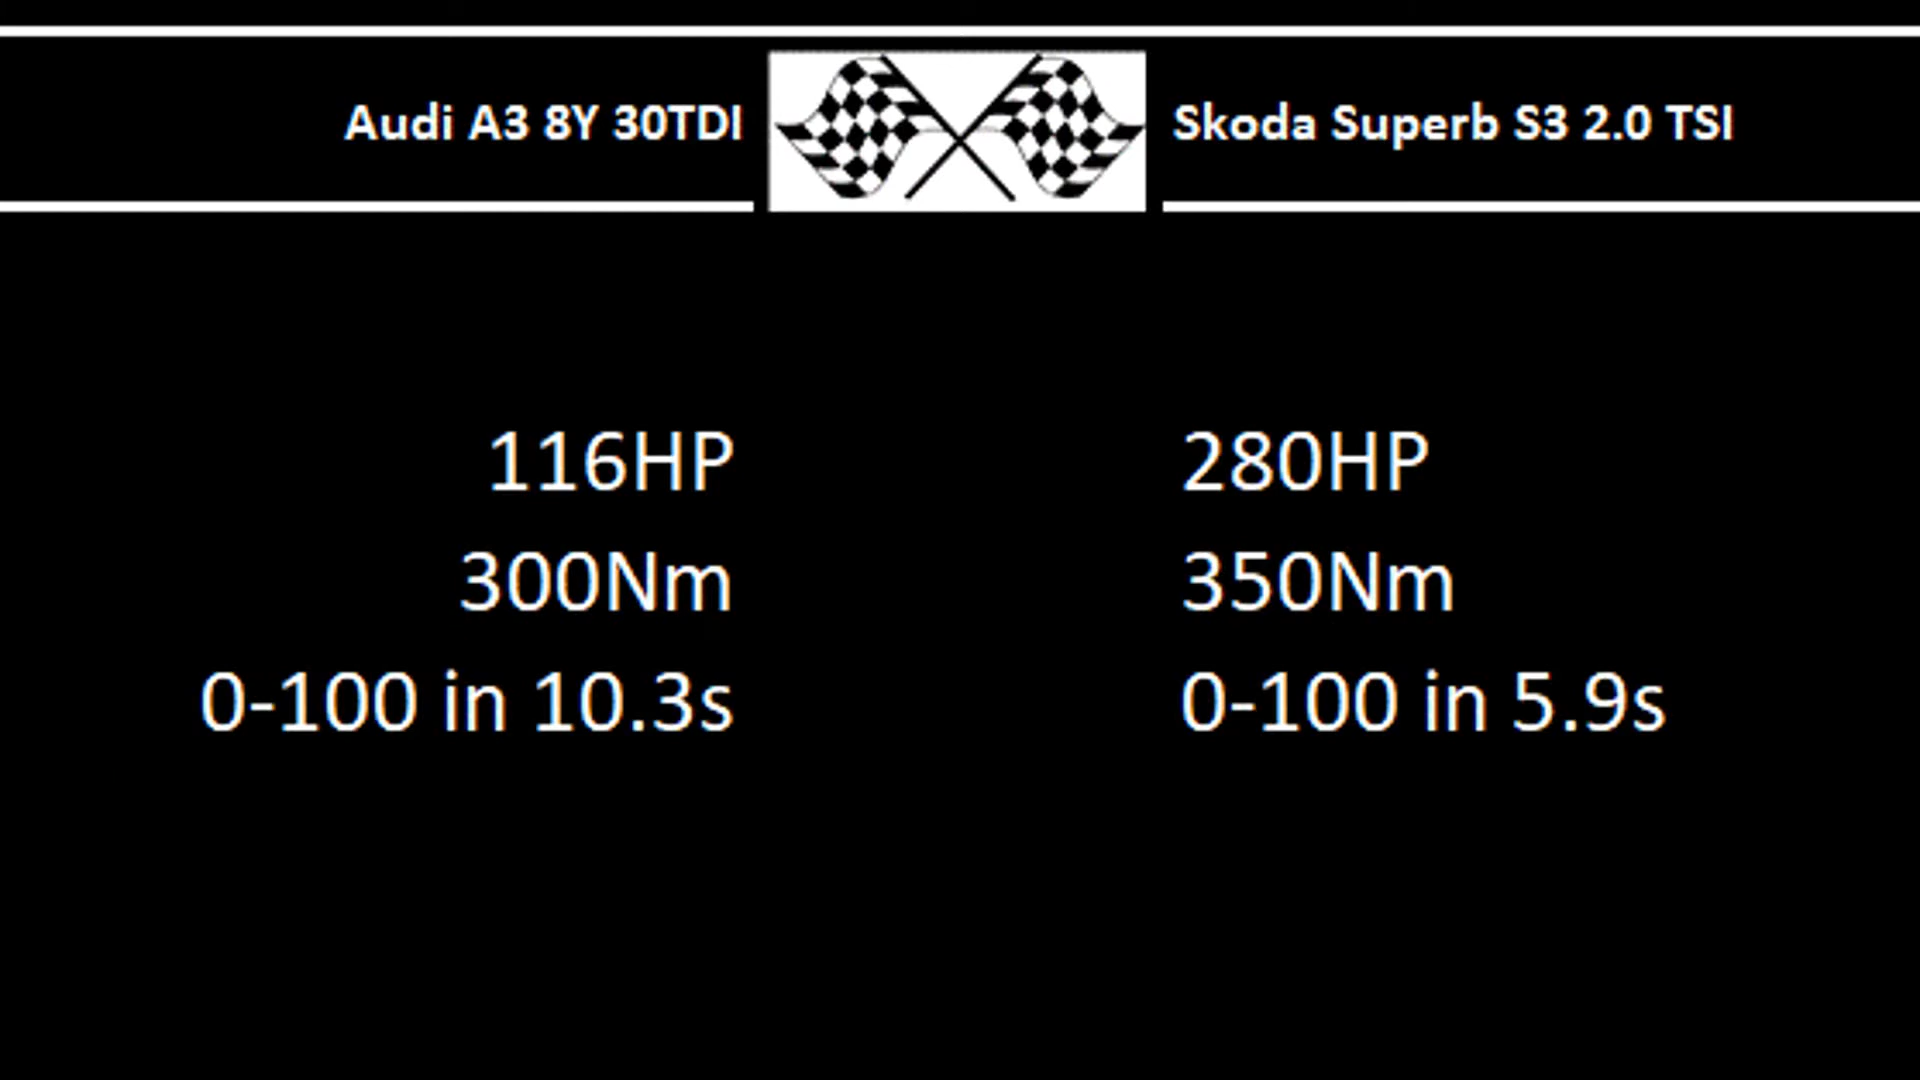 Audi A3 8Y 30TDI
Skoda Superb S3 2.0 TSI
116HP
280HP
300Nm
350Nm
0-100 in 10.3s
0-100 in 5.9s